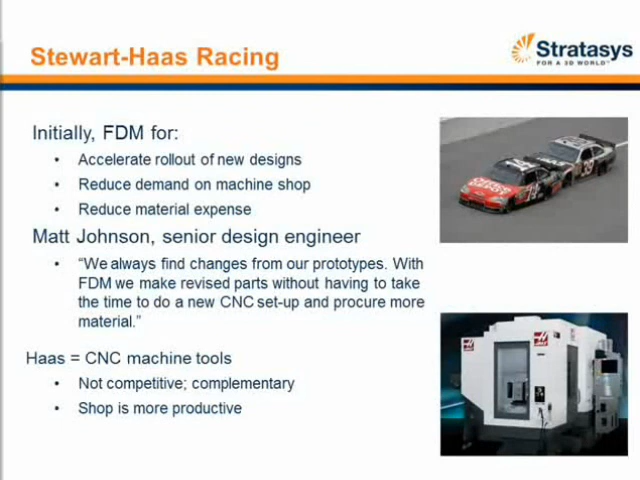 Stewart-Haas Racing
Stratasys
FOR A 3D WORLD™
Initially, FDM for:
• Accelerate rollout of new designs
• Reduce demand on machine shop
• Reduce material expense
Matt Johnson, senior design engineer
• “We always find changes from our prototypes. With
FDM we make revised parts without having to take
the time to do a new CNC set-up and procure more
material.”
Haas = CNC machine tools
• Not competitive; complementary
• Shop is more productive